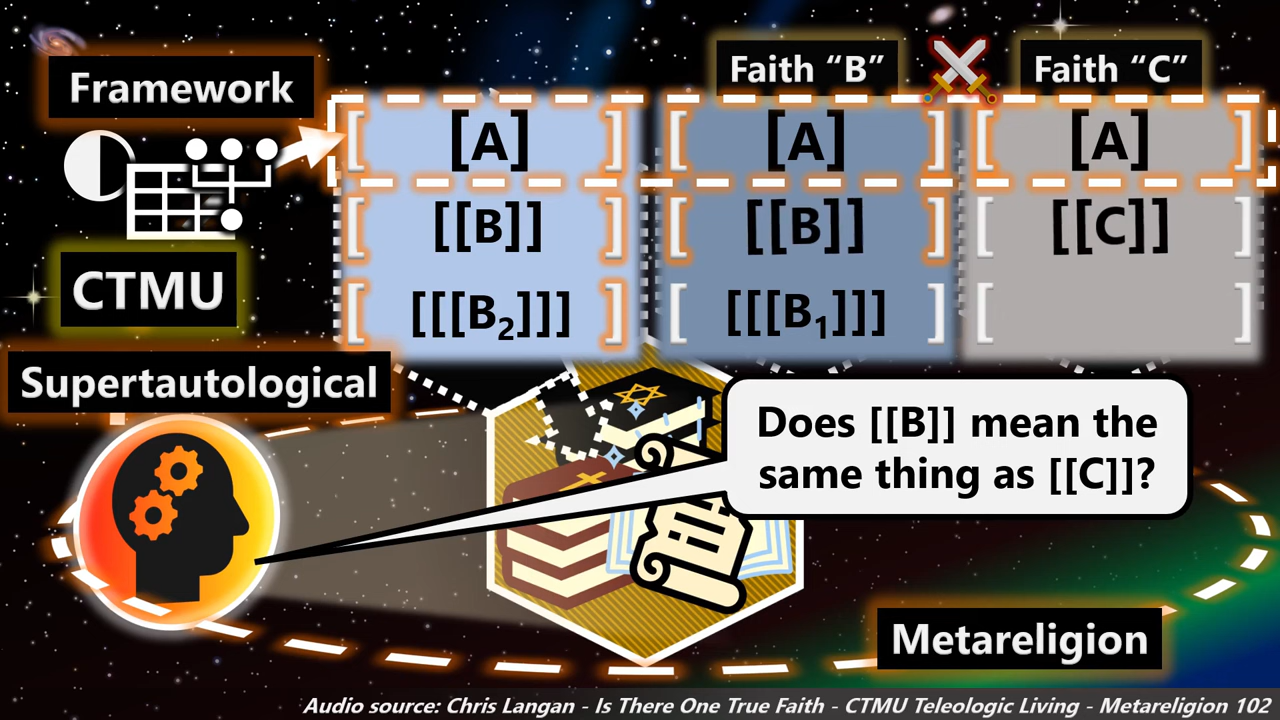 Faith “B”
Faith “C”
Framework
[ [A] ]
[ [A] ]
[ [A] ]
[ [[B]] ]
[ [[B]] ]
[ [[C]] ]
CTMU
[ [[[B₂]]] ]
[ [[[B₁]]] ]
[ ]
Supertautological
Does [[B]] mean the
same thing as [[C]]?
Metareligion
Audio source: Chris Langan - Is There One True Faith - CTMU Teleologic Living - Metareligion 102